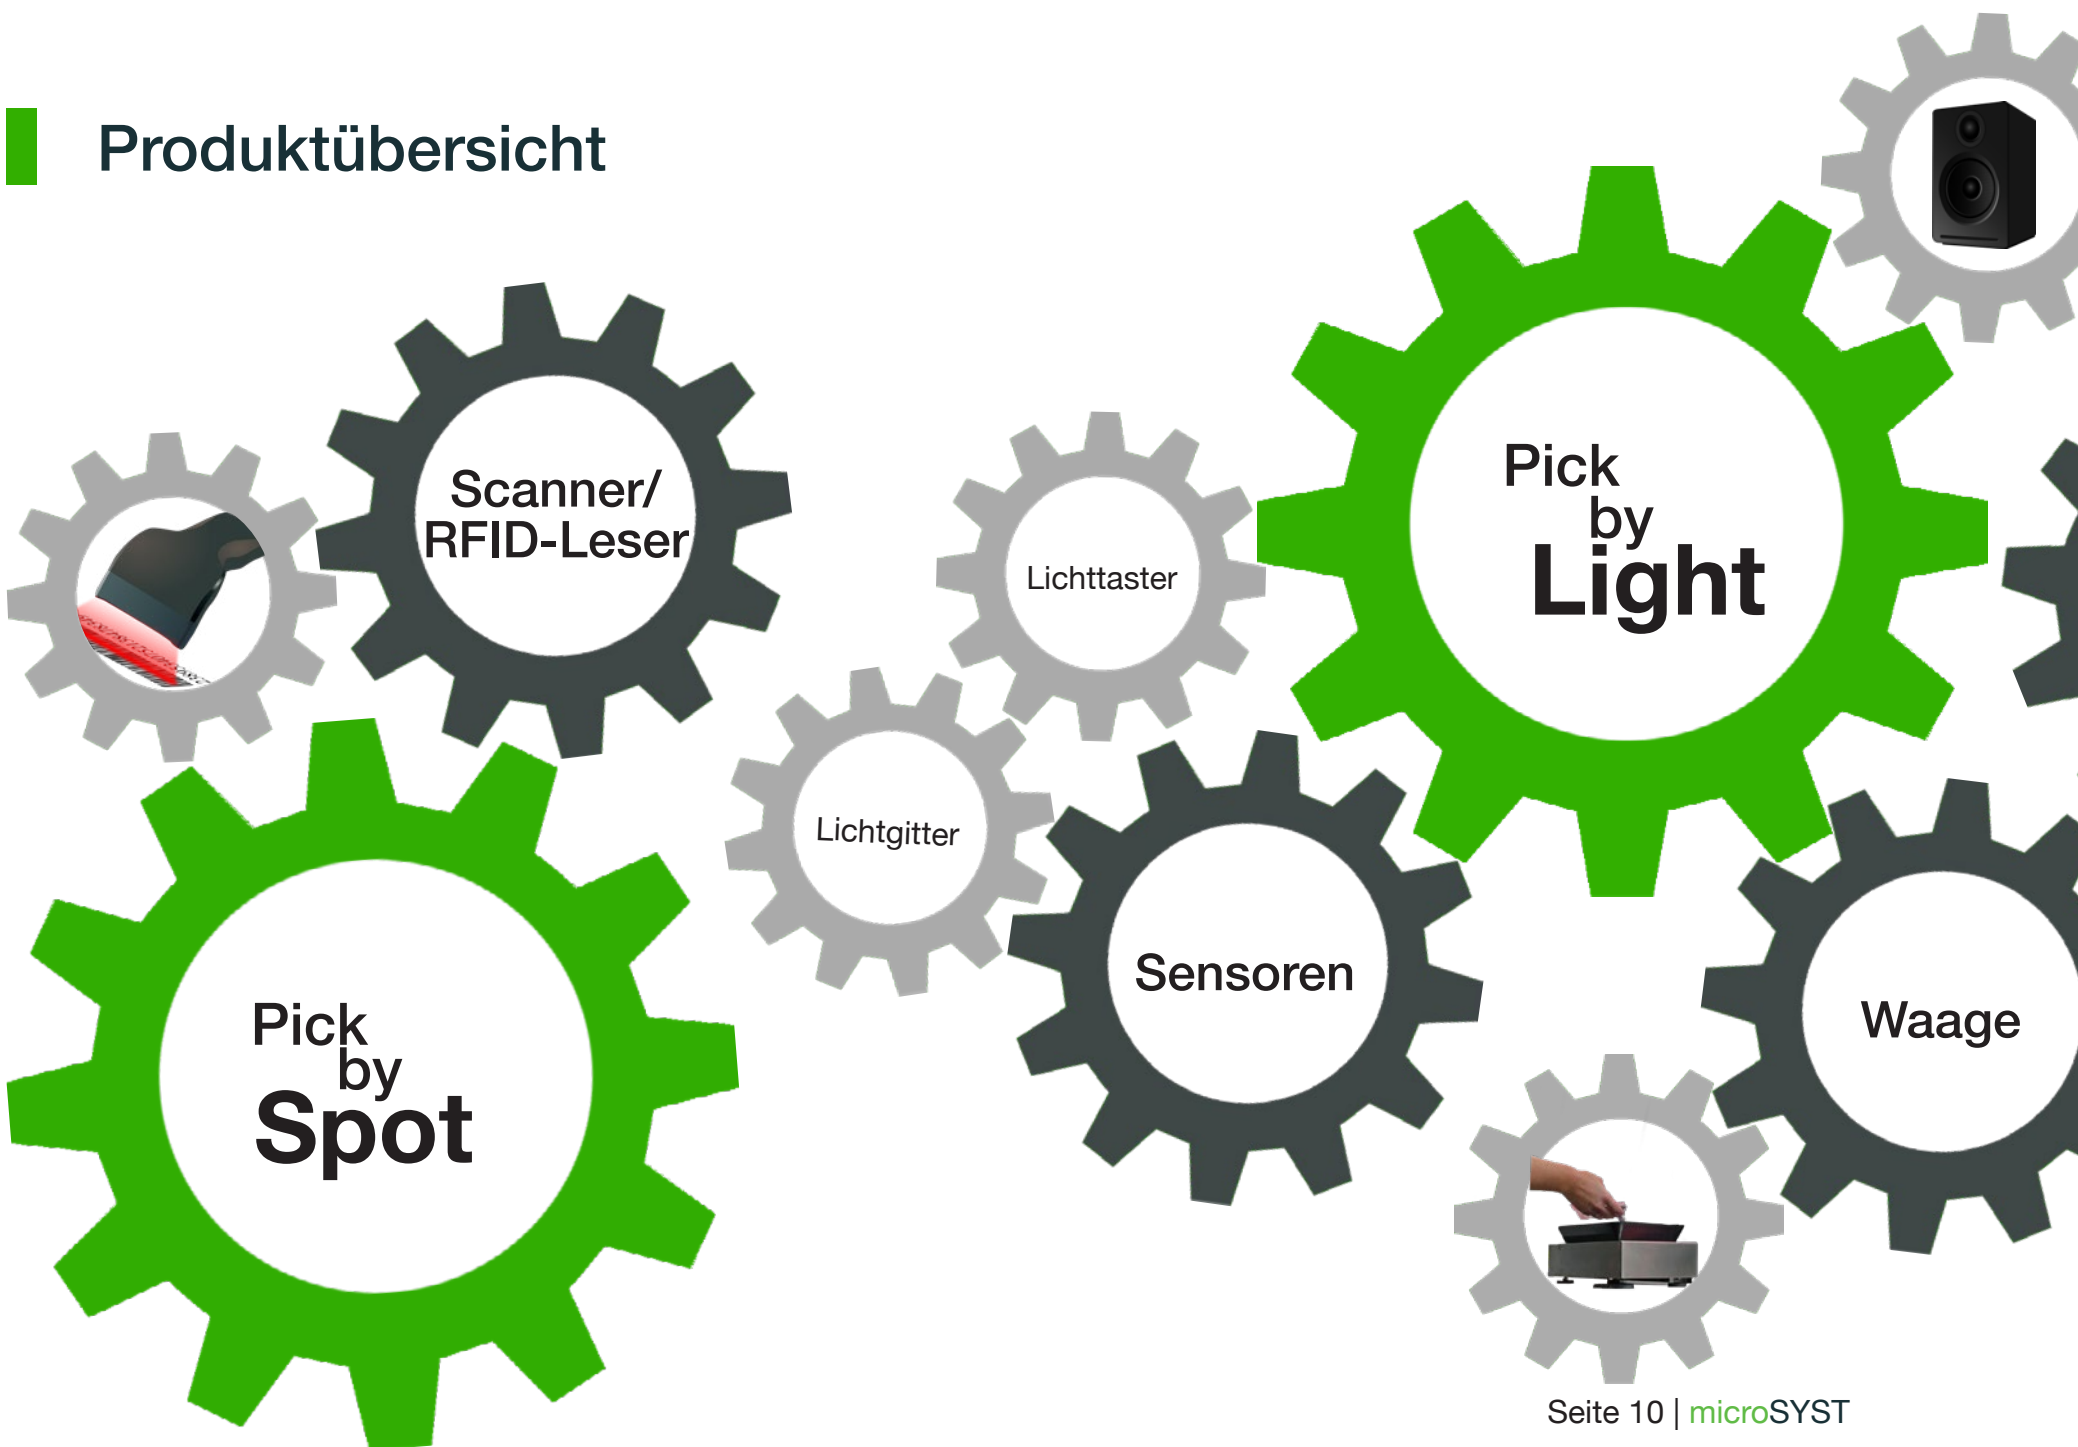 Produktübersicht
Scanner/
RFID-Leser
Lichttaster
Pick
by
Light
Lichtgitter
Sensoren
Pick
by
Spot
Waage
Seite 10 | microSYST